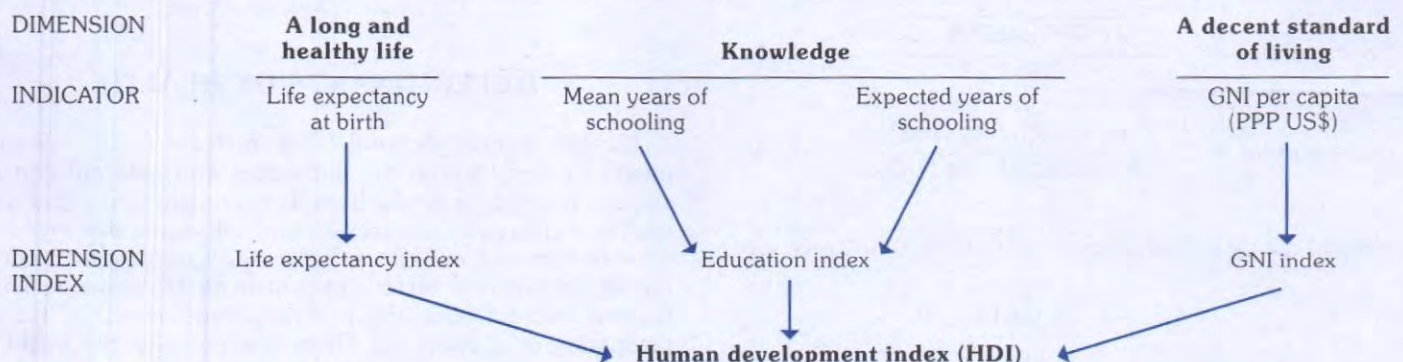 DIMENSION
A long and
healthy life
Knowledge
A decent standard
of living
INDICATOR
Life expectancy
at birth
Mean years of
schooling
Expected years of
schooling
GNI per capita
(PPP US$)
DIMENSION
INDEX
Life expectancy index
Education index
GNI index
Human development index (HDI)